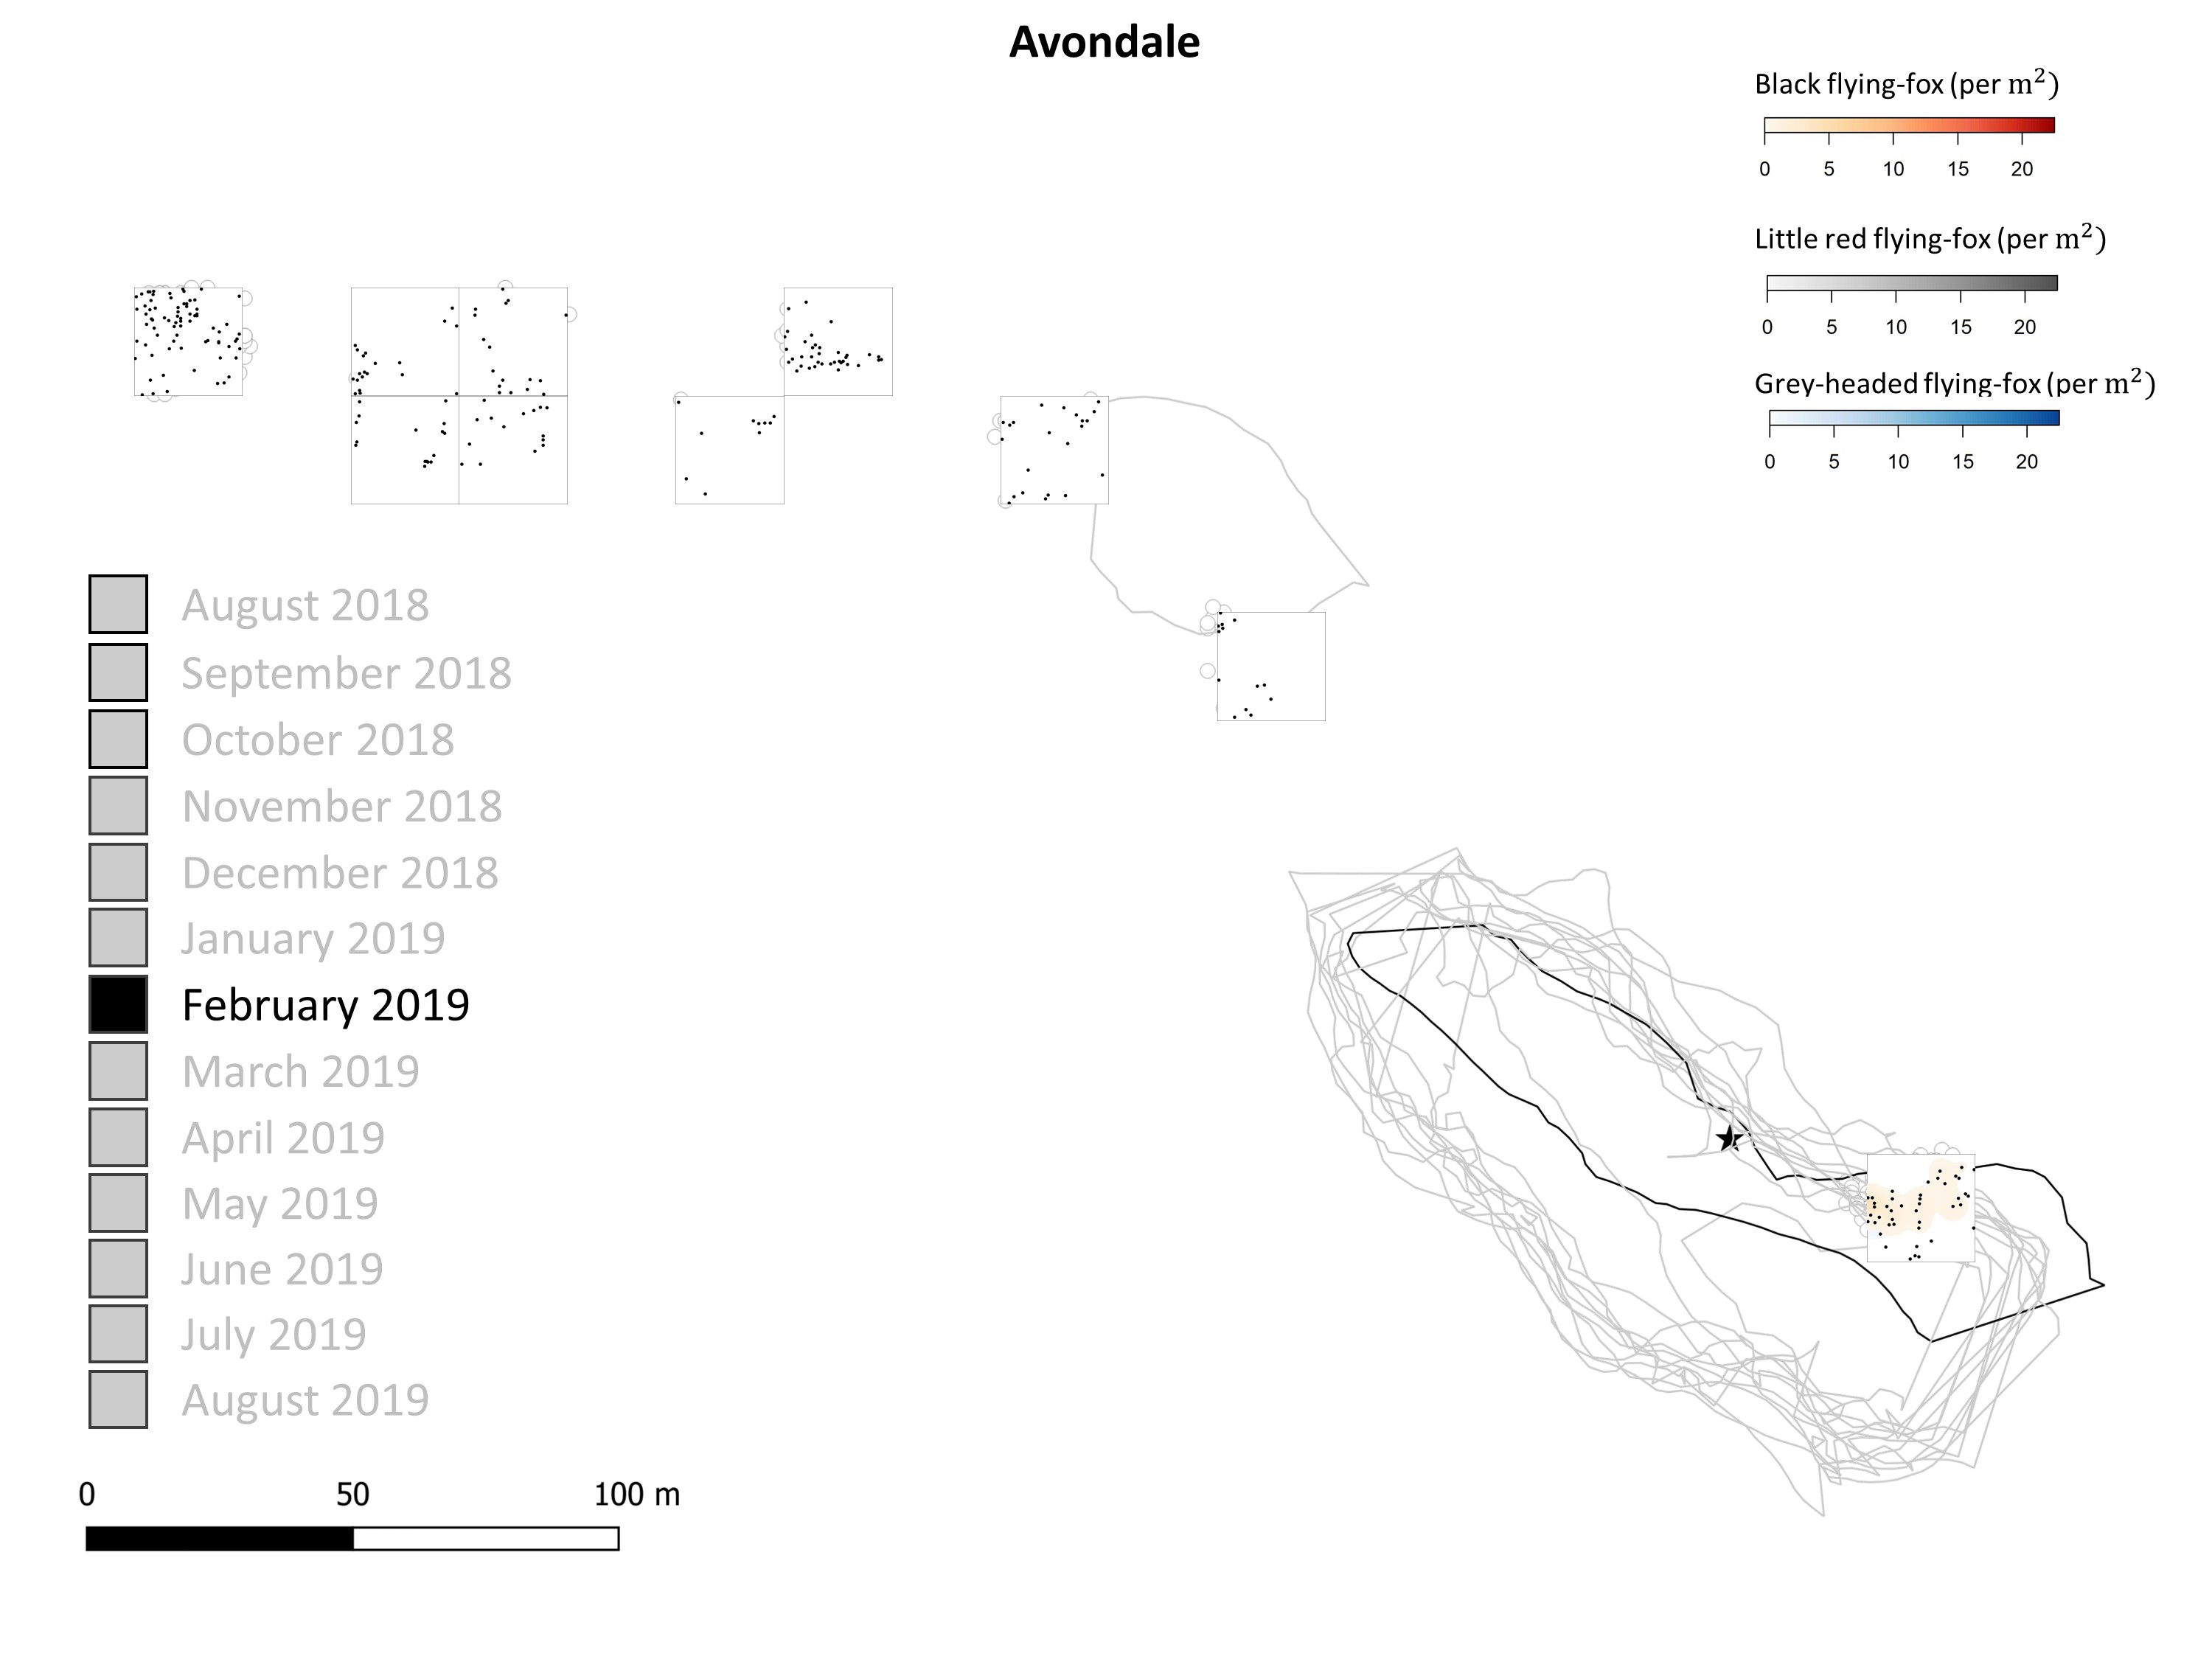 Avondale
Black flying-fox (per m²)
0 5 10 15 20
Little red flying-fox (per m²)
0 5 10 15 20
Grey-headed flying-fox (per m²)
0 5 10 15 20
August 2018
September 2018
October 2018
November 2018
December 2018
January 2019
February 2019
March 2019
April 2019
May 2019
June 2019
July 2019
August 2019
0 50 100 m